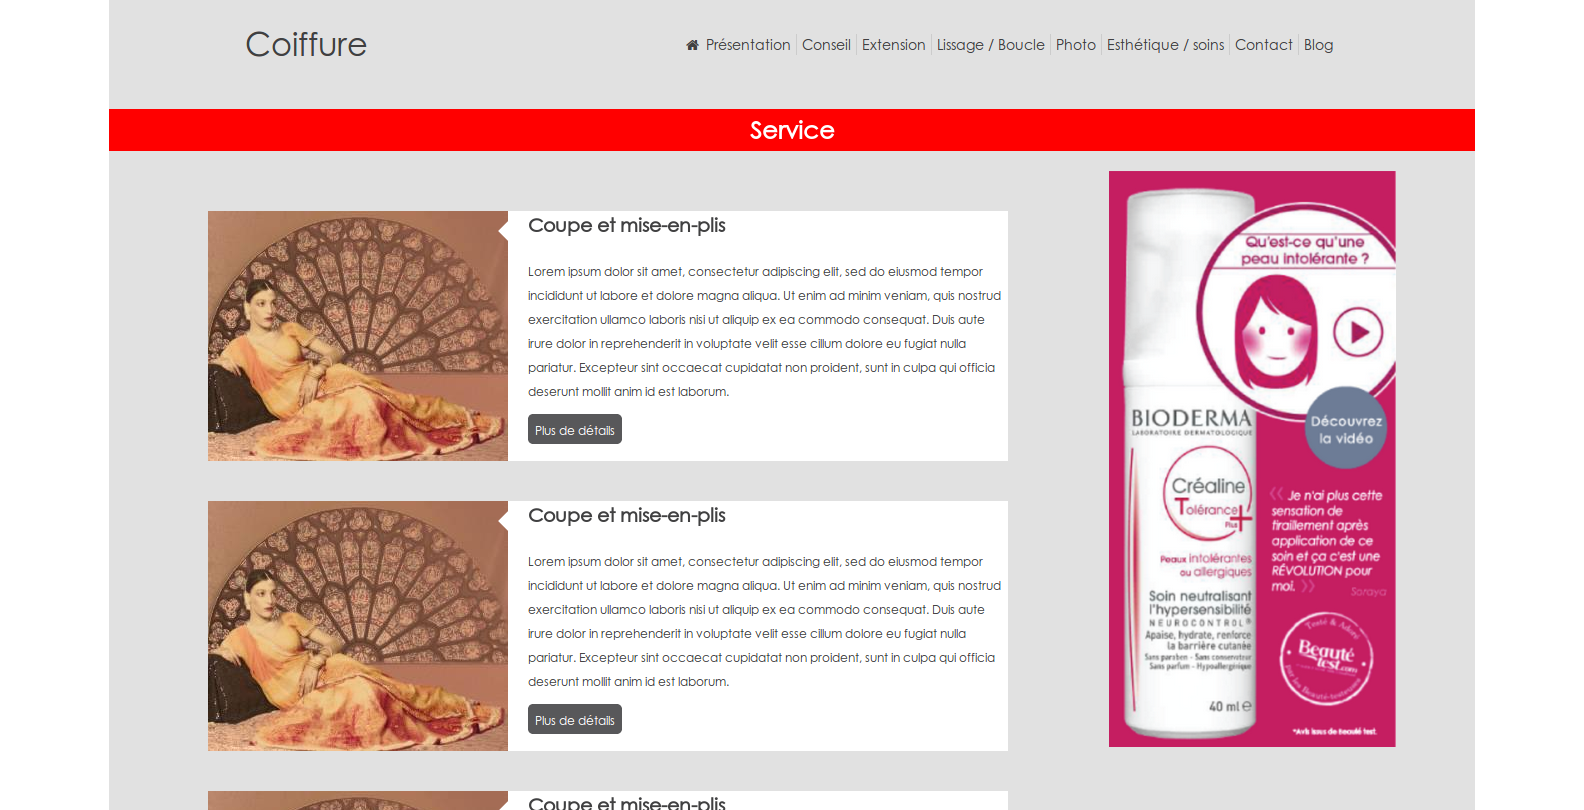 Coiffure
Présentation Conseil Extension Lissage / Boucle Photo Esthétique / soins Contact Blog
Service
Coupe et mise-en-plis
Lorem ipsum dolor sit amet, consectetur adipiscing elit, sed do eiusmod tempor
incididunt ut labore et dolore magna aliqua. Ut enim ad minim veniam, quis nostrud
exercitation ullamco laboris nisi ut aliquip ex ea commodo consequat. Duis aute
irure dolor in reprehenderit in voluptate velit esse cillum dolore eu fugiat nulla
pariatur. Excepteur sint occaecat cupidatat non proident, sunt in culpa qui officia
deserunt mollit anim id est laborum.
Plus de détails
Coupe et mise-en-plis
Lorem ipsum dolor sit amet, consectetur adipiscing elit, sed do eiusmod tempor
incididunt ut labore et dolore magna aliqua. Ut enim ad minim veniam, quis nostrud
exercitation ullamco laboris nisi ut aliquip ex ea commodo consequat. Duis aute
irure dolor in reprehenderit in voluptate velit esse cillum dolore eu fugiat nulla
pariatur. Excepteur sint occaecat cupidatat non proident, sunt in culpa qui officia
deserunt mollit anim id est laborum.
Plus de détails
Coupe et mise-en-plis
Qu'est-ce qu'une
peau intolérante ?
Découvrez
la vidéo
BIODERMA
LABORATOIRE DERMATOLOGIQUE
Créaline
Tolérance+
Plus
Peaux intolérantes
ou allergiques
Soin neutralisant
l'hypersensibilité
NEUROCONTROL®
Apaise, hydrate, renforce
la barrière cutanée
Sans paraben - Sans conservateur
Sans parfum - Hypoallergénique
40 ml e
« Je n'ai plus cette
sensation de
tiraillement après
application de ce
soin et ça c'est une
RÉVOLUTION pour
moi. »
Soraya
Testé & Adoré
Beauté
test.com
par les Beauté-testeuses
*Avis issus de Beauté test.